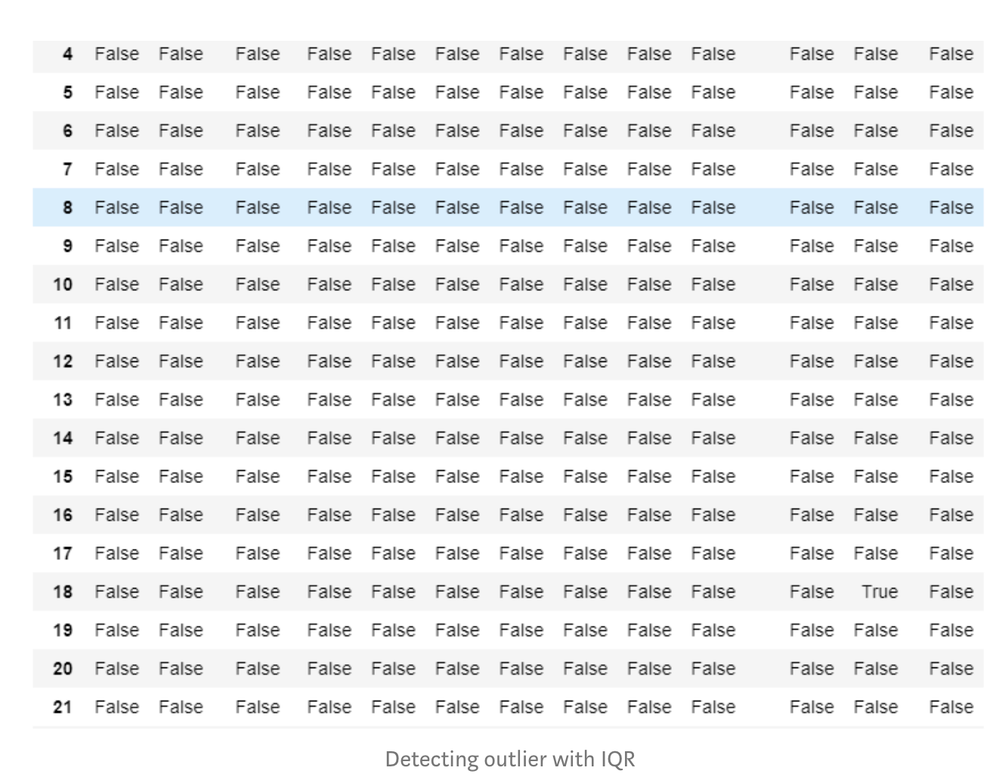 4 False False False False False False False False False False False False False
5 False False False False False False False False False False False False False
6 False False False False False False False False False False False False False
7 False False False False False False False False False False False False False
8 False False False False False False False False False False False False False
9 False False False False False False False False False False False False False
10 False False False False False False False False False False False False False
11 False False False False False False False False False False False False False
12 False False False False False False False False False False False False False
13 False False False False False False False False False False False False False
14 False False False False False False False False False False False False False
15 False False False False False False False False False False False False False
16 False False False False False False False False False False False False False
17 False False False False False False False False False False False False False
18 False False False False False False False False False False False True False
19 False False False False False False False False False False False False False
20 False False False False False False False False False False False False False
21 False False False False False False False False False False False False False
Detecting outlier with IQR